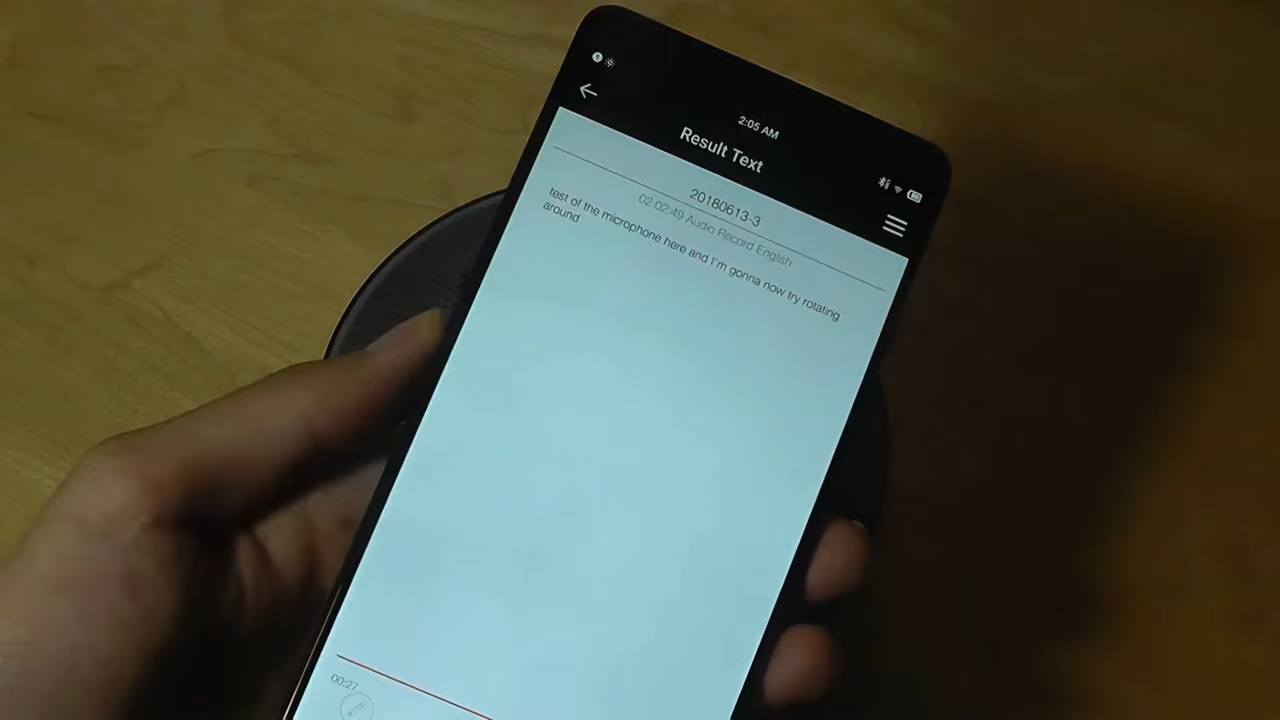 2:05 AM
Result Text
20180613-3
02:02:49 Audio Record English
test of the microphone here and I'm gonna now try rotating
around
00:27